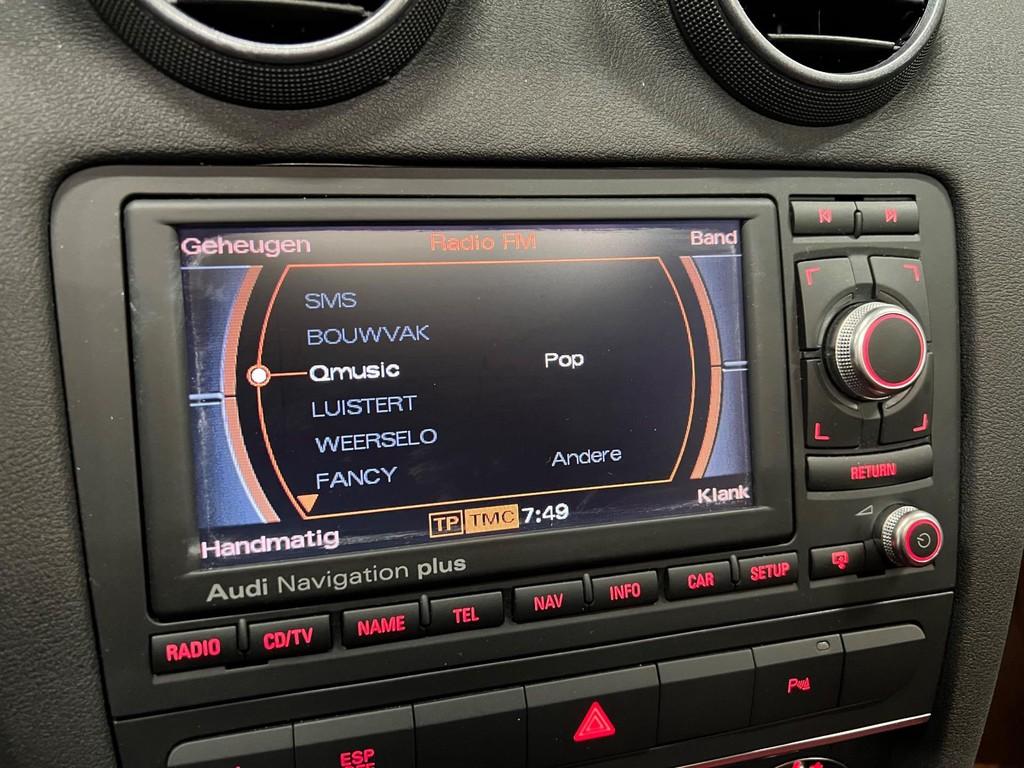 Geheugen Radio FM Band
SMS
BOUWVAK
Qmusic Pop
LUISTERT
WEERSELO
FANCY Andere
Klank
Handmatig TP TMC 7:49
Audi Navigation plus
RETURN
RADIO CD/TV NAME TEL NAV INFO CAR SETUP
P
ESP